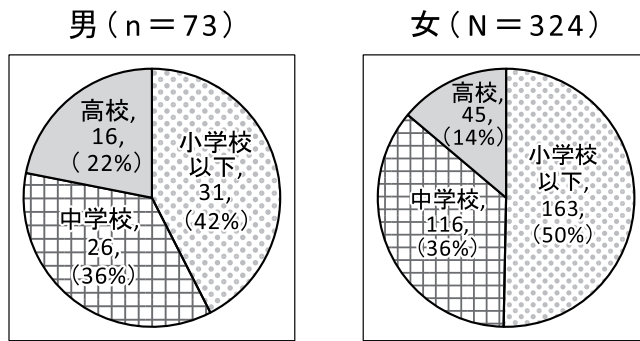 男（n＝73）
高校,
16,
（ 22%）
小学校
以下,
31,
（42%）
中学校,
26,
（36%）
女（N＝324）
高校,
45,
（14%）
小学校
以下,
163,
（50%）
中学校,
116,
（36%）